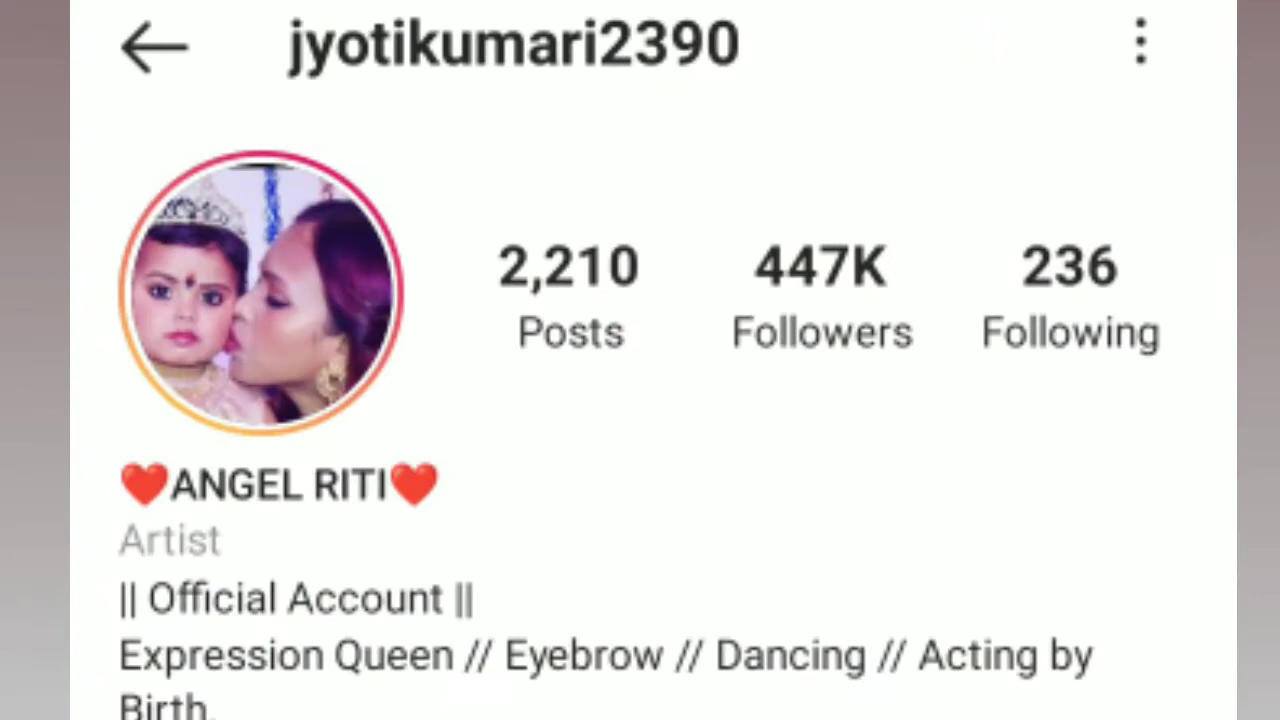 jyotikumari2390
2,210 447K 236
Posts Followers Following
❤️ANGEL RITI❤️
Artist
|| Official Account ||
Expression Queen // Eyebrow // Dancing // Acting by
Birth.